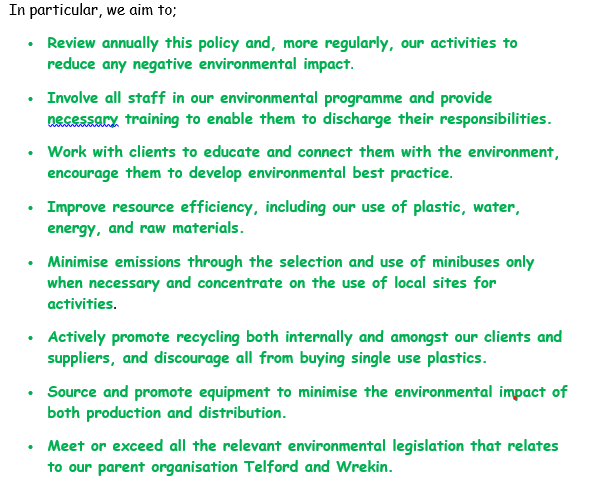 In particular, we aim to;
• Review annually this policy and, more regularly, our activities to
reduce any negative environmental impact.
• Involve all staff in our environmental programme and provide
necessary training to enable them to discharge their responsibilities.
• Work with clients to educate and connect them with the environment,
encourage them to develop environmental best practice.
• Improve resource efficiency, including our use of plastic, water,
energy, and raw materials.
• Minimise emissions through the selection and use of minibuses only
when necessary and concentrate on the use of local sites for
activities.
• Actively promote recycling both internally and amongst our clients and
suppliers, and discourage all from buying single use plastics.
• Source and promote equipment to minimise the environmental impact of
both production and distribution.
• Meet or exceed all the relevant environmental legislation that relates
to our parent organisation Telford and Wrekin.